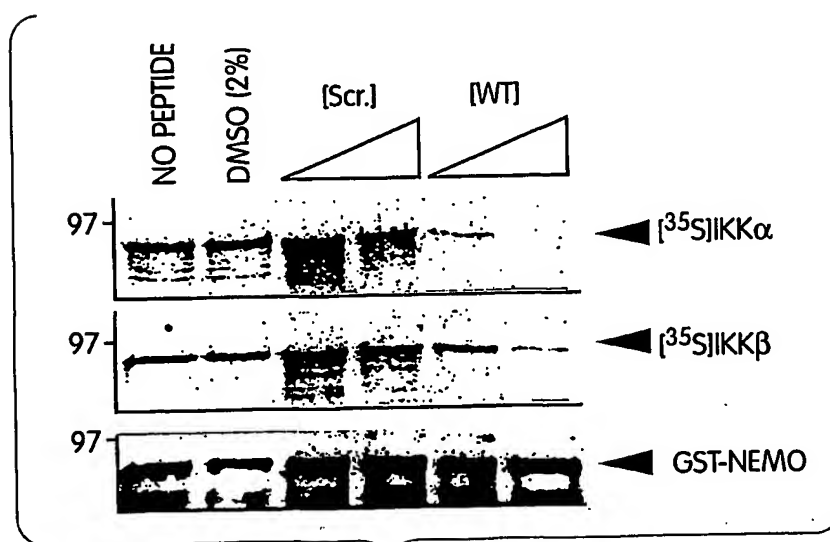 NO PEPTIDE
DMSO (2%)
[Scr.]
[WT]
97
[³⁵S]IKKα
97
[³⁵S]IKKβ
97
GST-NEMO